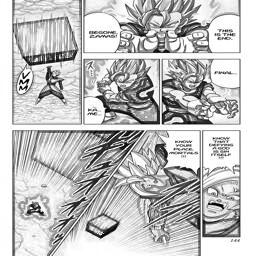 THIS IS
THE END...
BEGONE,
ZAMAS!
FINAL...
KA...
ME...
KNOW
THAT
DEFYING
A GOD
IS SIN
ITSELF
!!!
KNOW
YOUR
PLACE,
MORTALS
!!!
144